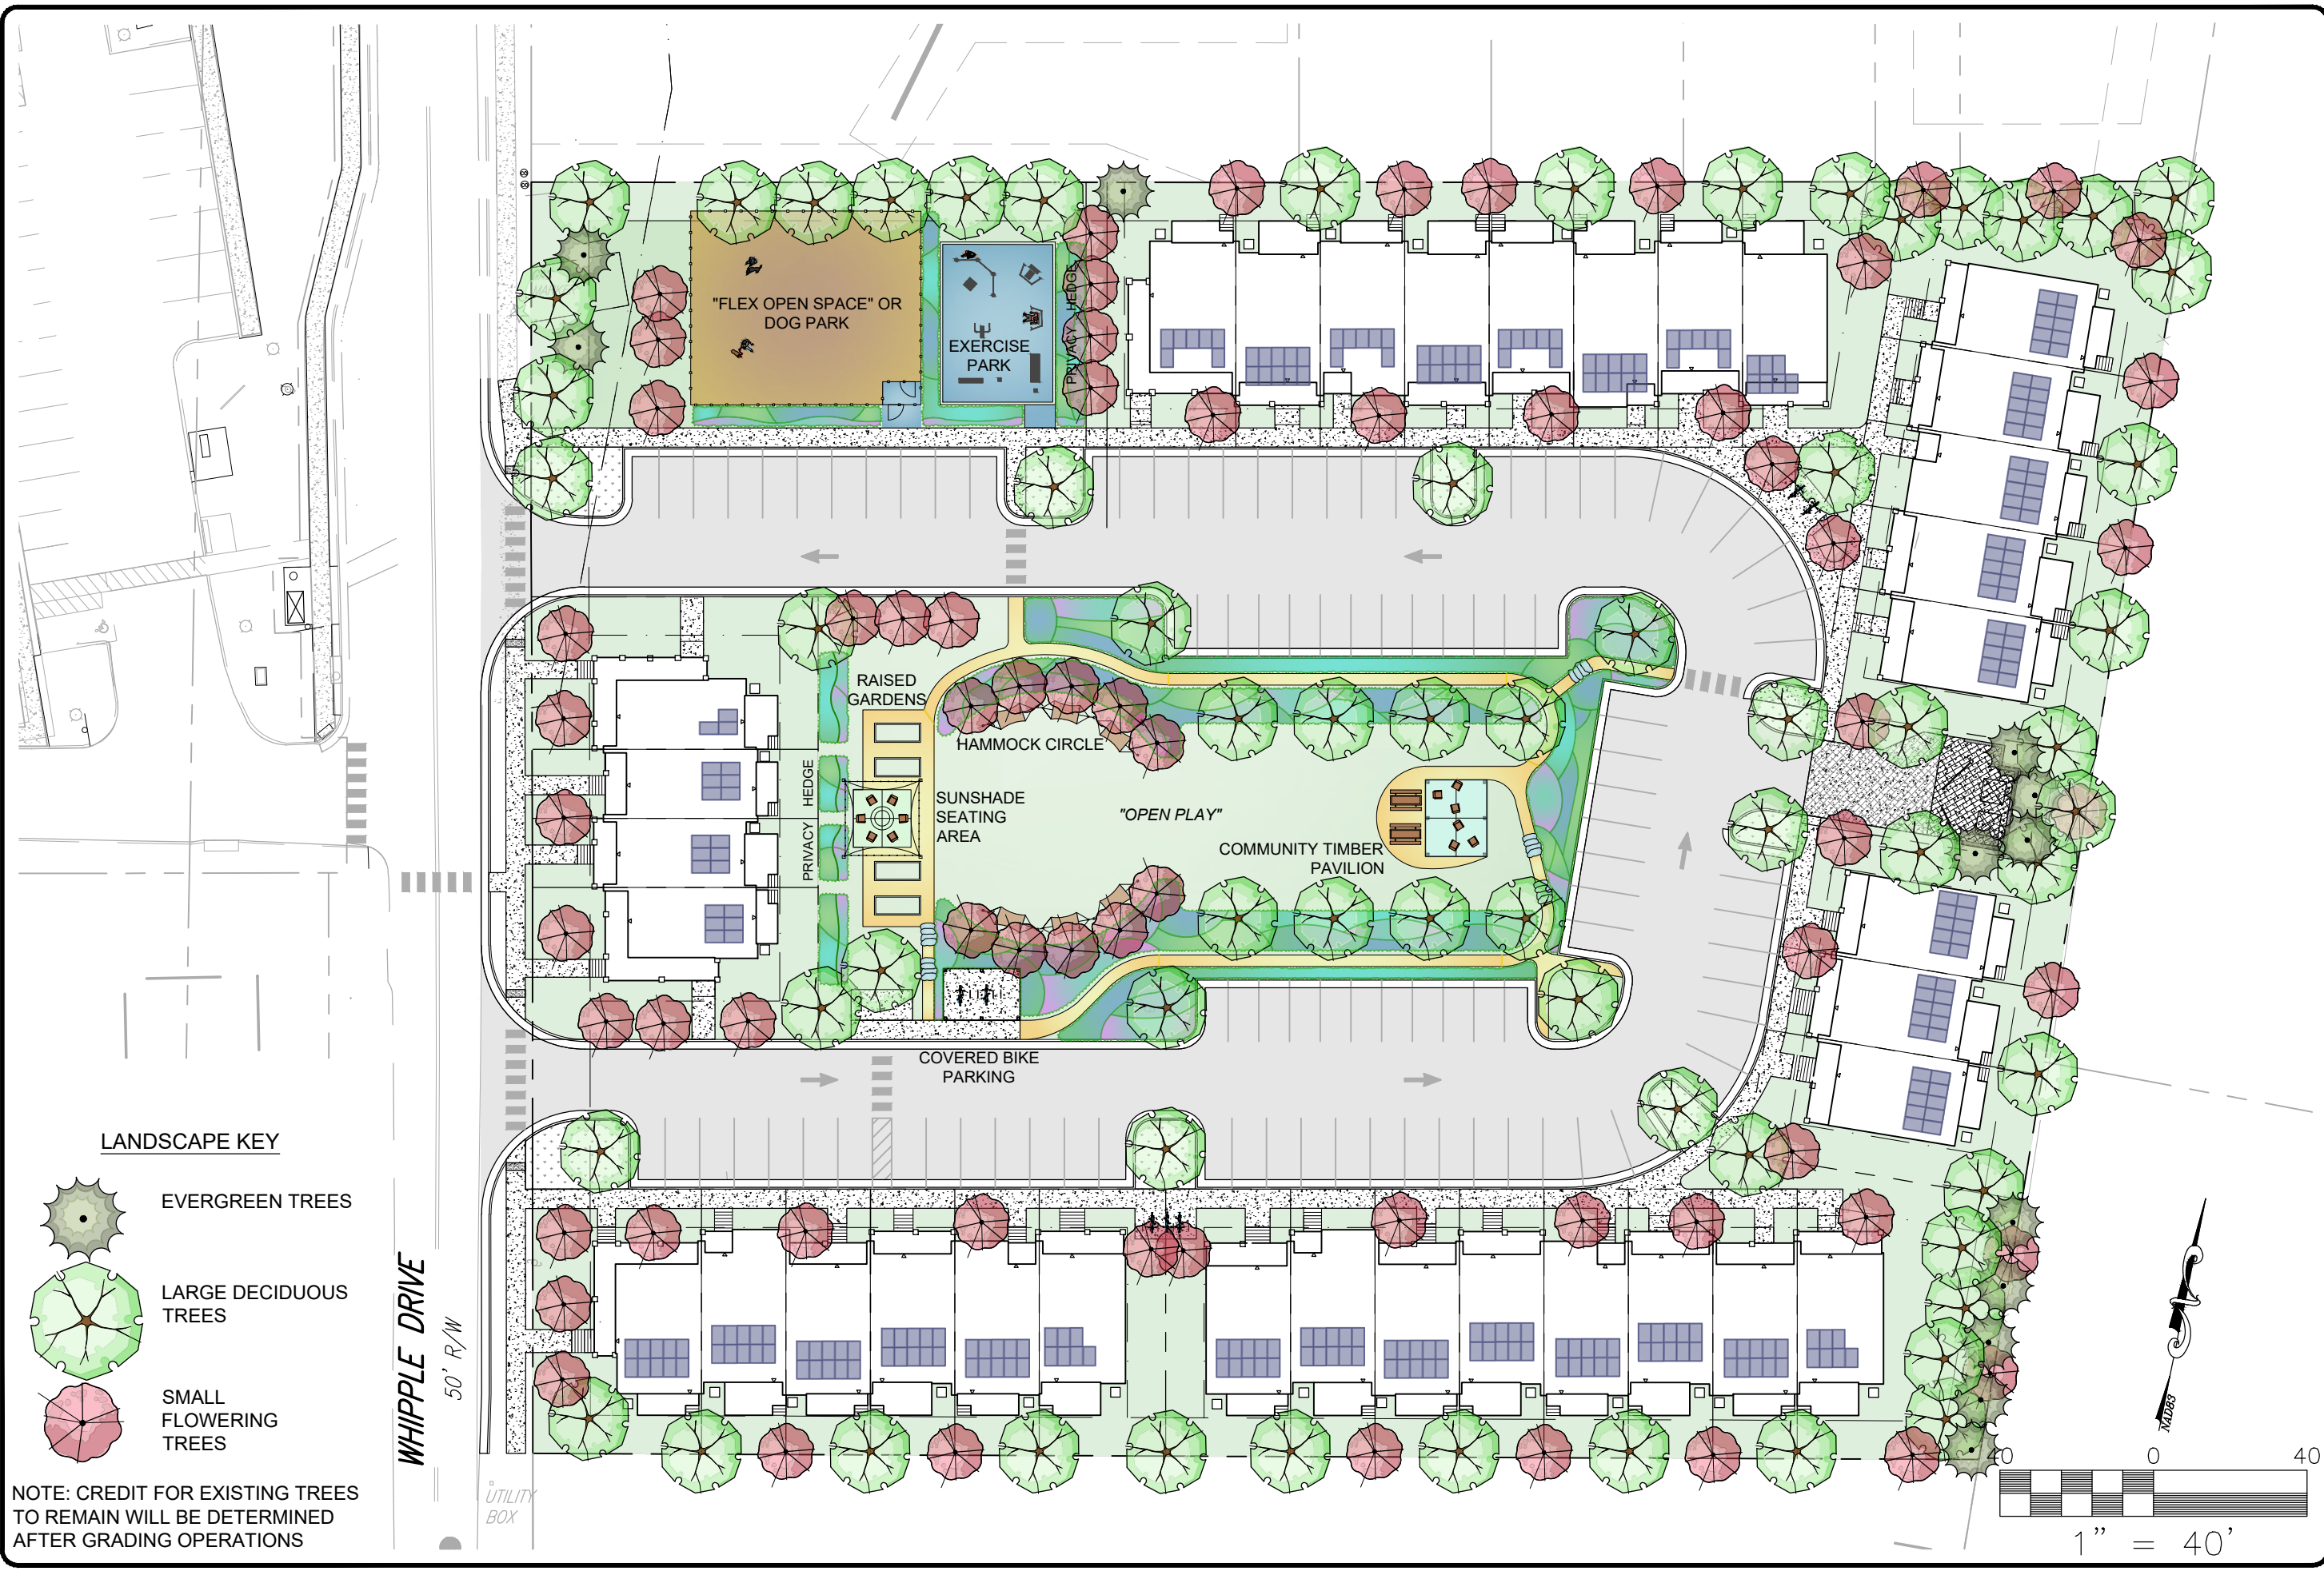 "FLEX OPEN SPACE" OR
DOG PARK
EXERCISE
PARK
PRIVACY HEDGE
RAISED
GARDENS
HAMMOCK CIRCLE
PRIVACY HEDGE
SUNSHADE
SEATING
AREA
"OPEN PLAY"
COMMUNITY TIMBER
PAVILION
COVERED BIKE
PARKING
LANDSCAPE KEY
EVERGREEN TREES
LARGE DECIDUOUS
TREES
SMALL
FLOWERING
TREES
NOTE: CREDIT FOR EXISTING TREES
TO REMAIN WILL BE DETERMINED
AFTER GRADING OPERATIONS
WHIPPLE DRIVE
50' R/W
UTILITY
BOX
NAD83
40 0 40
1" = 40'